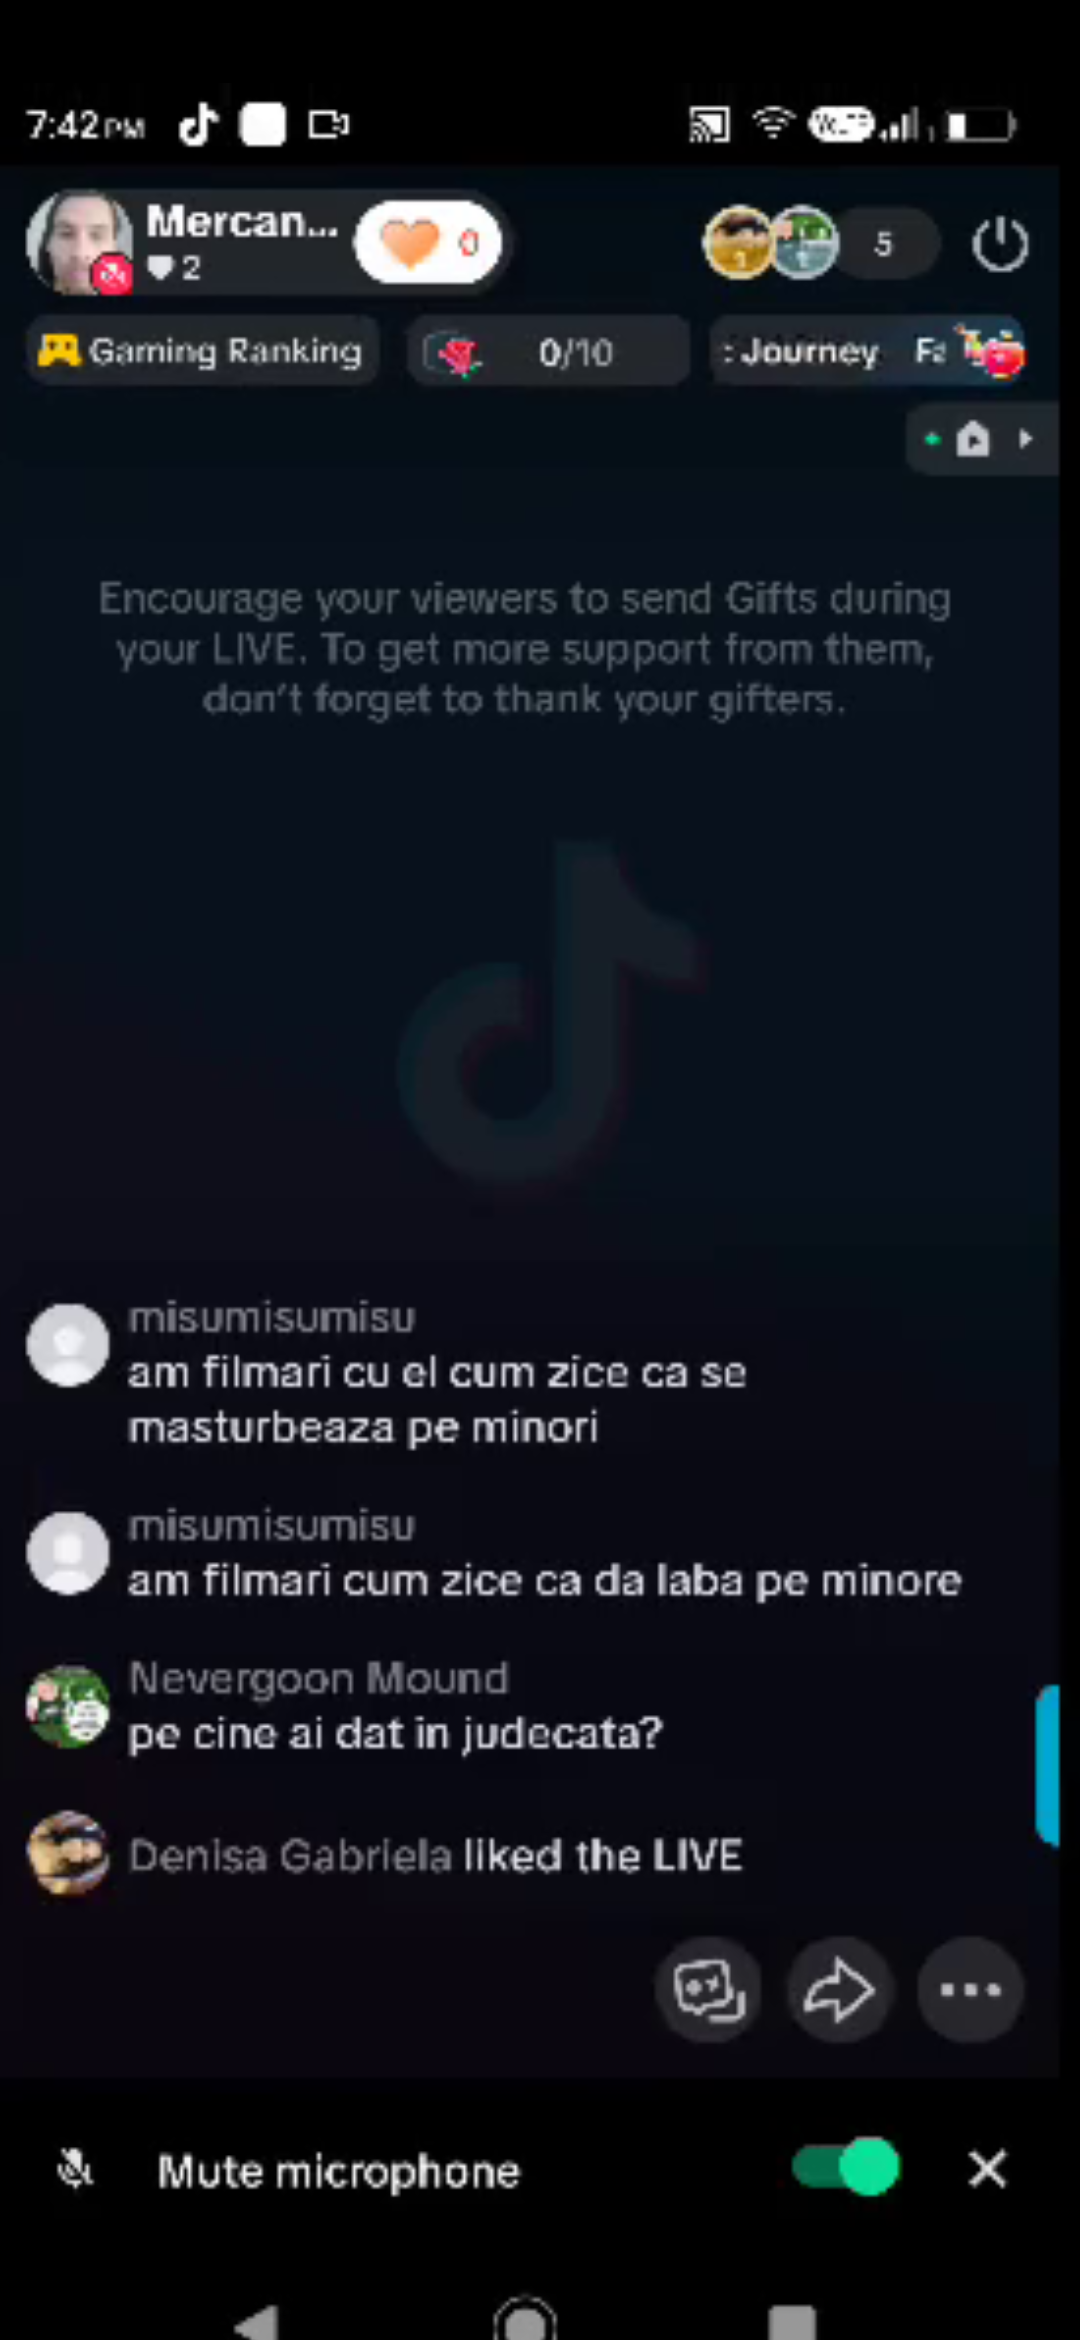 7:42 PM
Mercan...
0
2
5
Gaming Ranking
0/10
: Journey
Encourage your viewers to send Gifts during
your LIVE. To get more support from them,
don't forget to thank your gifters.
misumisumisu
am filmari cu el cum zice ca se
masturbeaza pe minori
misumisumisu
am filmari cum zice ca da laba pe minore
Nevergoon Mound
pe cine ai dat in judecata?
Denisa Gabriela liked the LIVE
Mute microphone